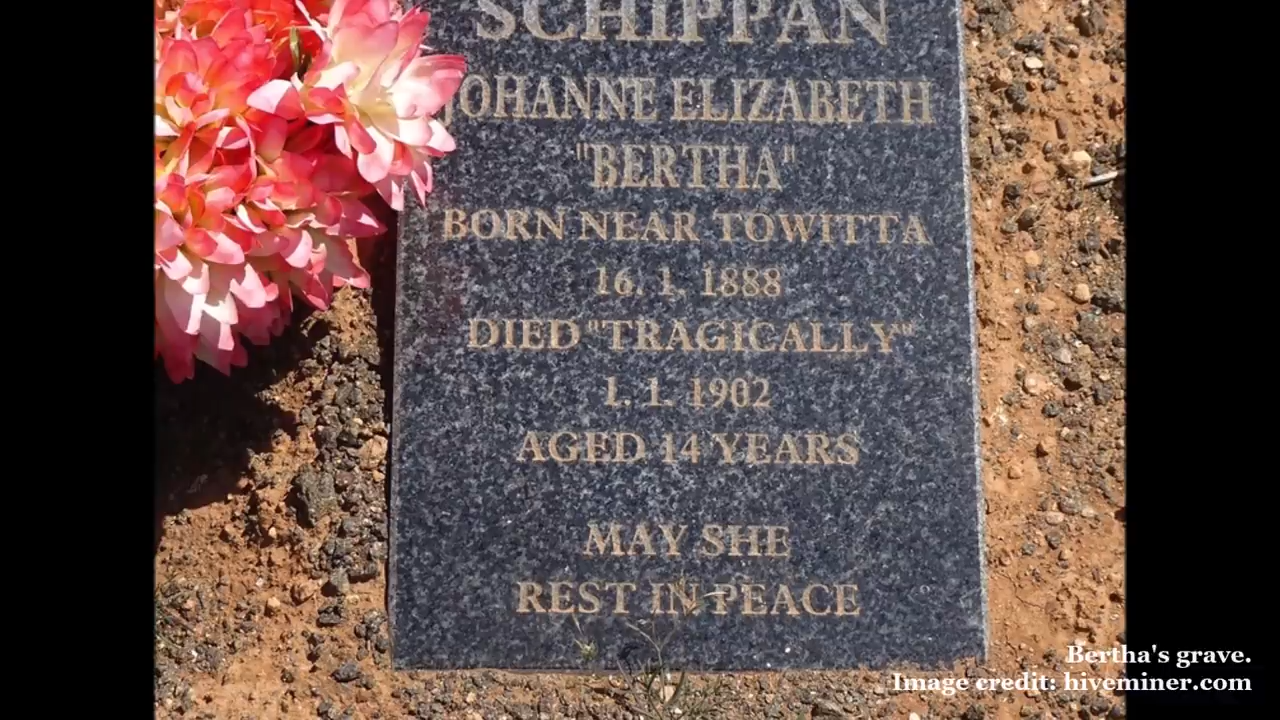 SCHIPPAN
JOHANNE ELIZABETH
"BERTHA"
BORN NEAR TOWITTA
16. 1. 1888
DIED "TRAGICALLY"
1. 1. 1902
AGED 14 YEARS
MAY SHE
REST IN PEACE
Bertha's grave.
Image credit: hiveminer.com